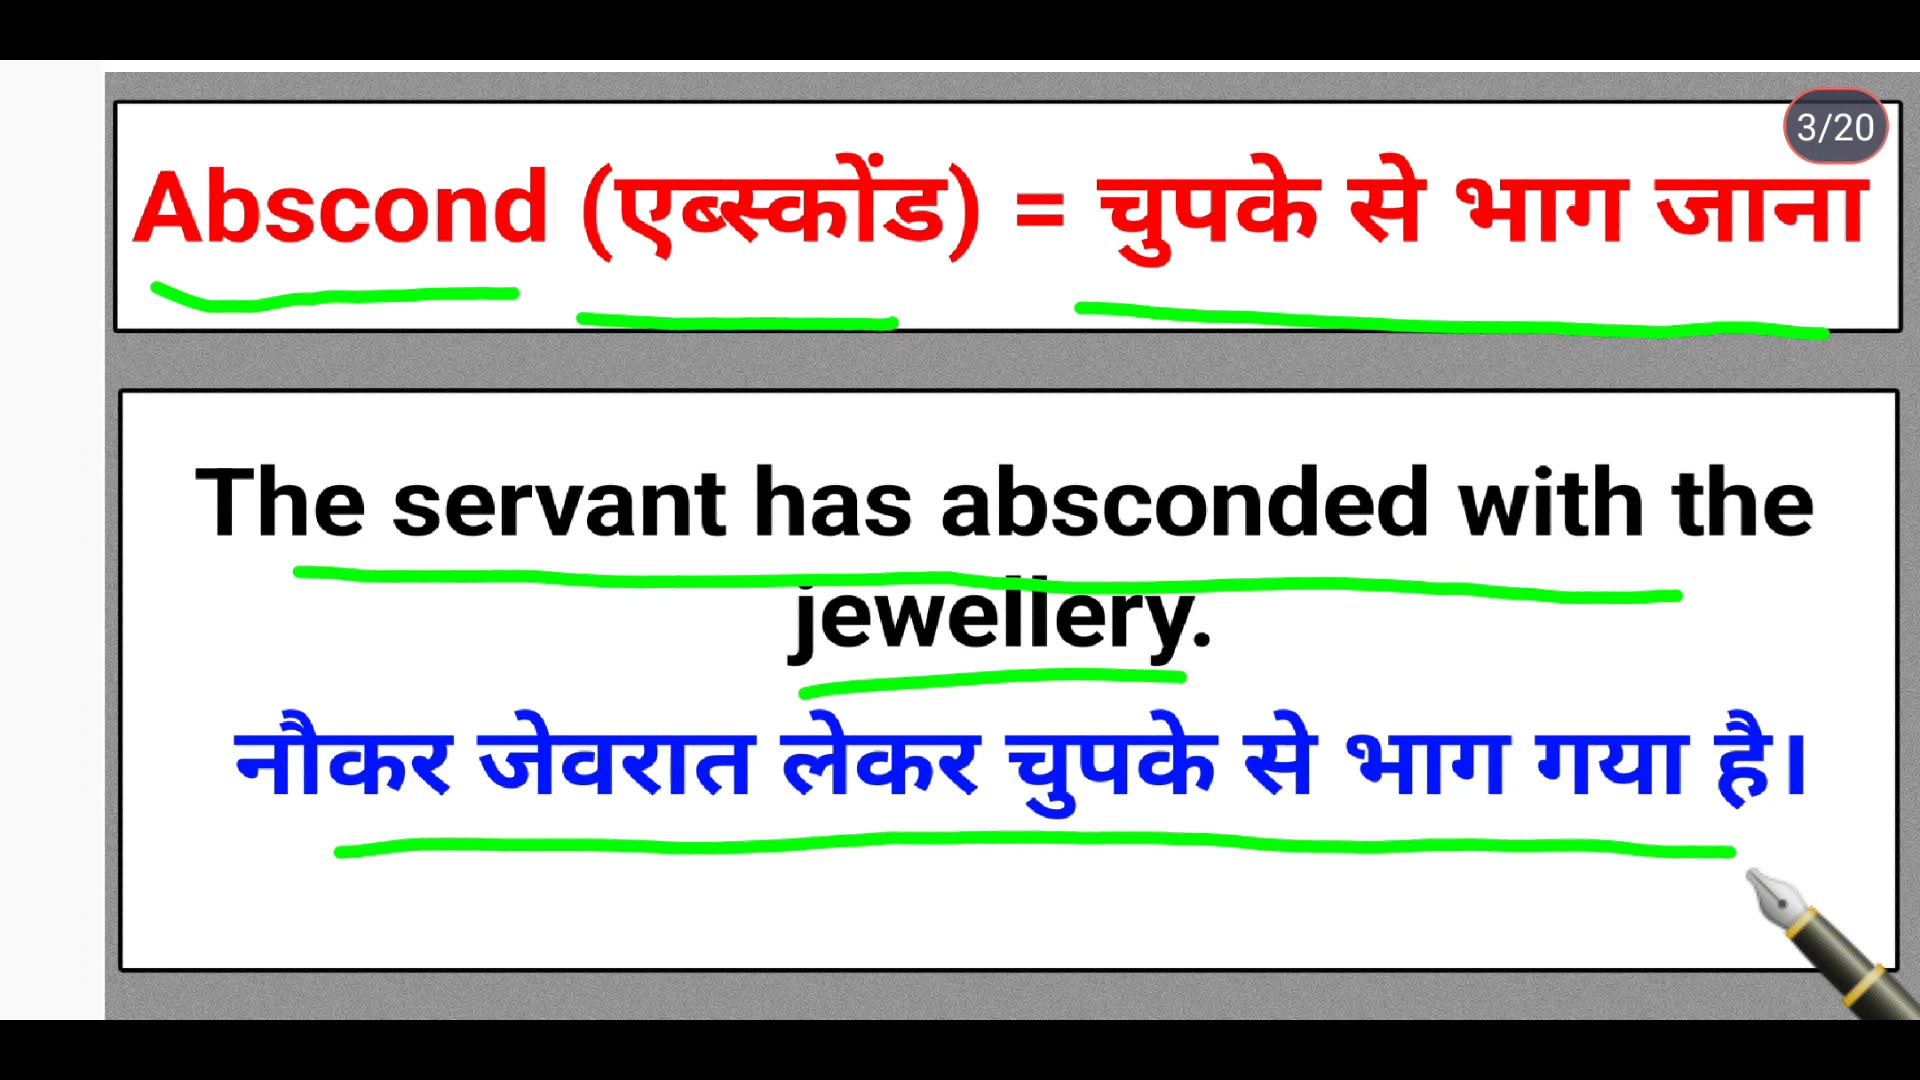 3/20
Abscond (एब्स्कोंड) = चुपके से भाग जाना
The servant has absconded with the
jewellery.
नौकर जेवरात लेकर चुपके से भाग गया है।